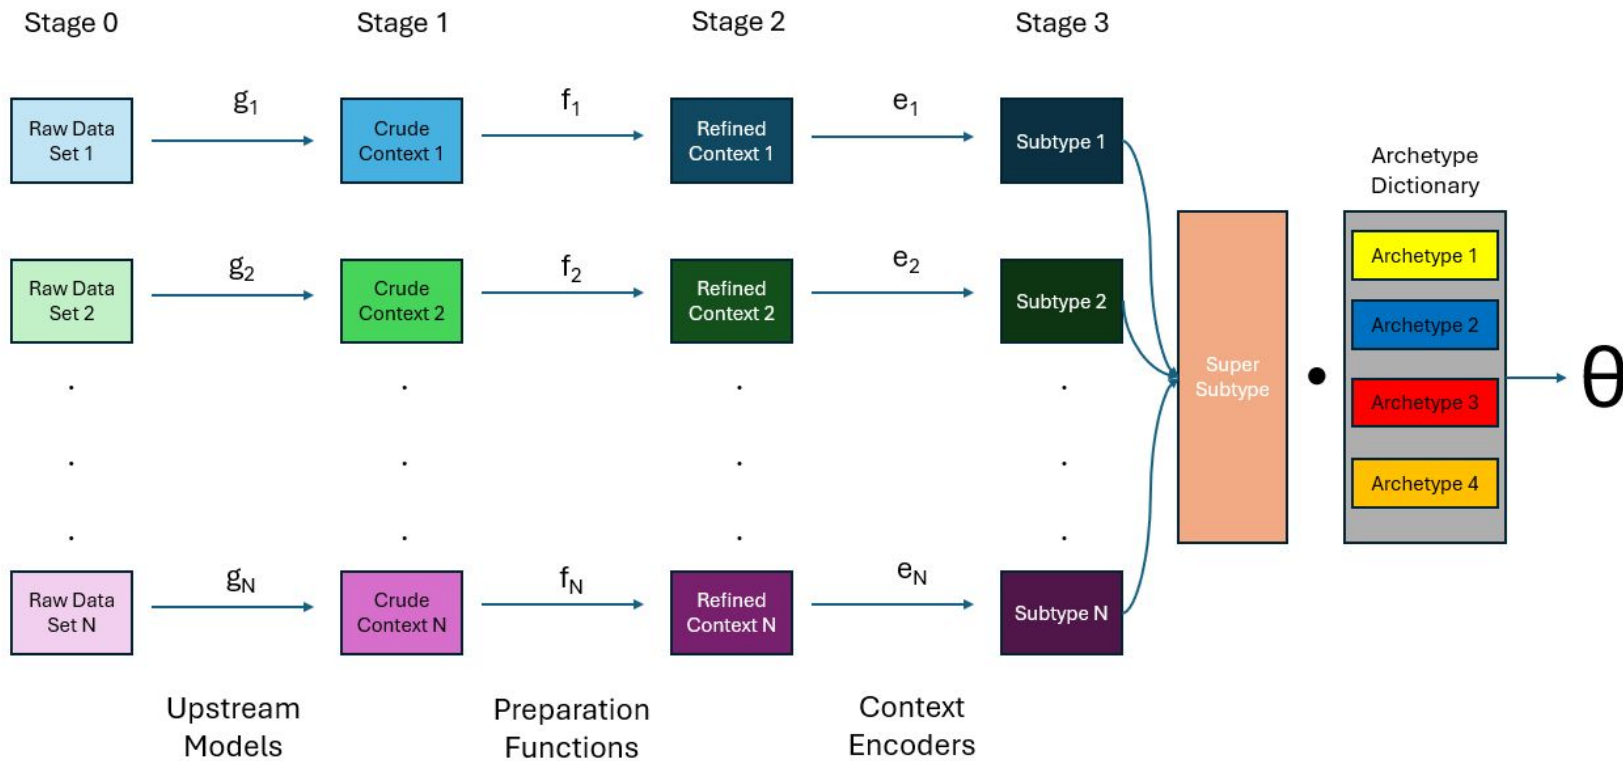 Stage 0
Stage 1
Stage 2
Stage 3
g1
f1
e1
Raw Data
Set 1
Crude
Context 1
Refined
Context 1
Subtype 1
Archetype
Dictionary
g2
f2
e2
Raw Data
Set 2
Crude
Context 2
Refined
Context 2
Subtype 2
Super
Subtype
Archetype 1
Archetype 2
Archetype 3
Archetype 4
θ
gN
fN
eN
Raw Data
Set N
Crude
Context N
Refined
Context N
Subtype N
Upstream
Models
Preparation
Functions
Context
Encoders